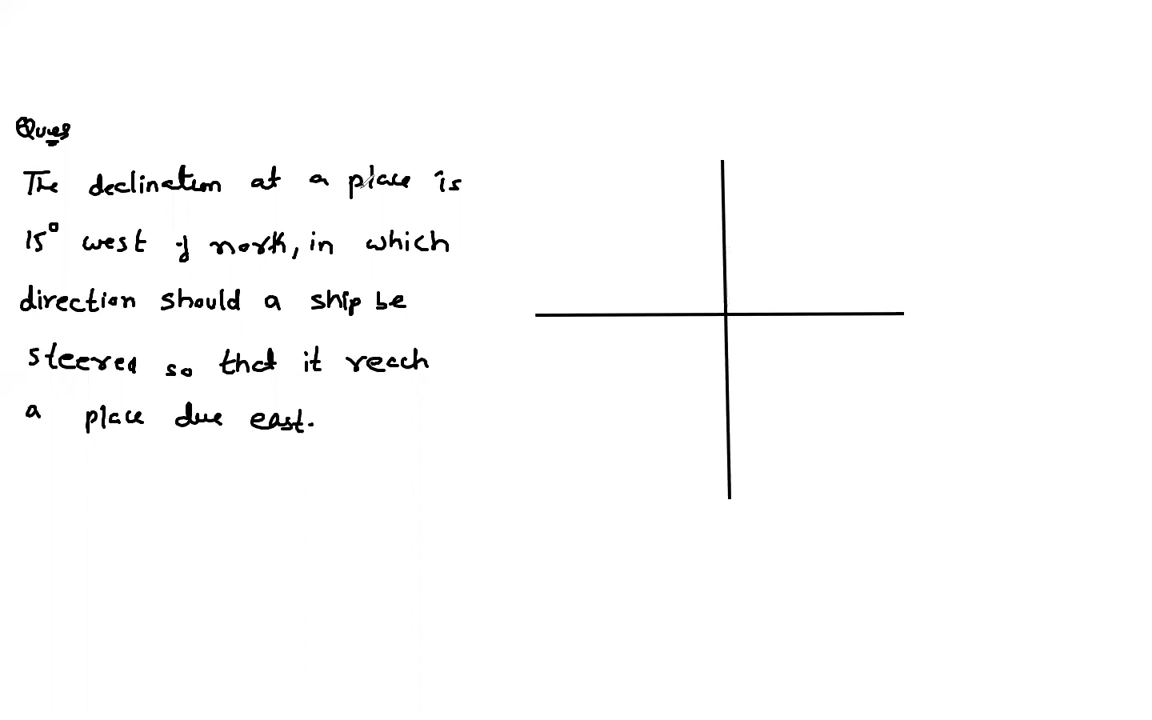 Ques
The declination at a place is
15° west of north, in which
direction should a ship be
steered so that it reach
a place due east.